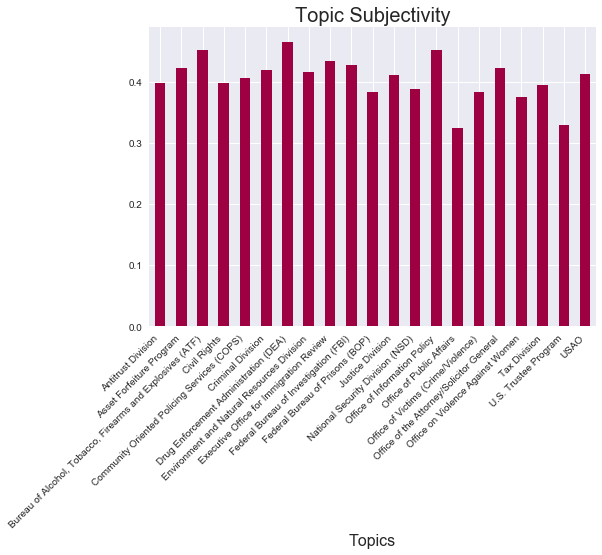 Topic Subjectivity
0.4
0.3
0.2
0.1
0.0
Antitrust Division
Asset Forfeiture Program
Bureau of Alcohol, Tobacco, Firearms and Explosives (ATF)
Civil Rights
Community Oriented Policing Services (COPS)
Criminal Division
Drug Enforcement Administration (DEA)
Environment and Natural Resources Division
Executive Office for Immigration Review
Federal Bureau of Investigation (FBI)
Federal Bureau of Prisons (BOP)
Justice Division
National Security Division (NSD)
Office of Information Policy
Office of Public Affairs
Office of Victims (Crime/Violence)
Office of the Attorney/Solicitor General
Office on Violence Against Women
Tax Division
U.S. Trustee Program
USAO
Topics